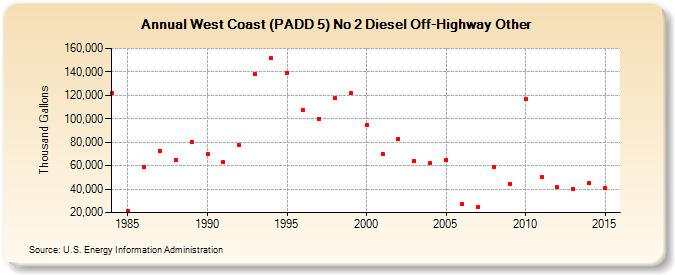 Annual West Coast (PADD 5) No 2 Diesel Off-Highway Other
Thousand Gallons
160,000
140,000
120,000
100,000
80,000
60,000
40,000
20,000
1985 1990 1995 2000 2005 2010 2015
Source: U.S. Energy Information Administration